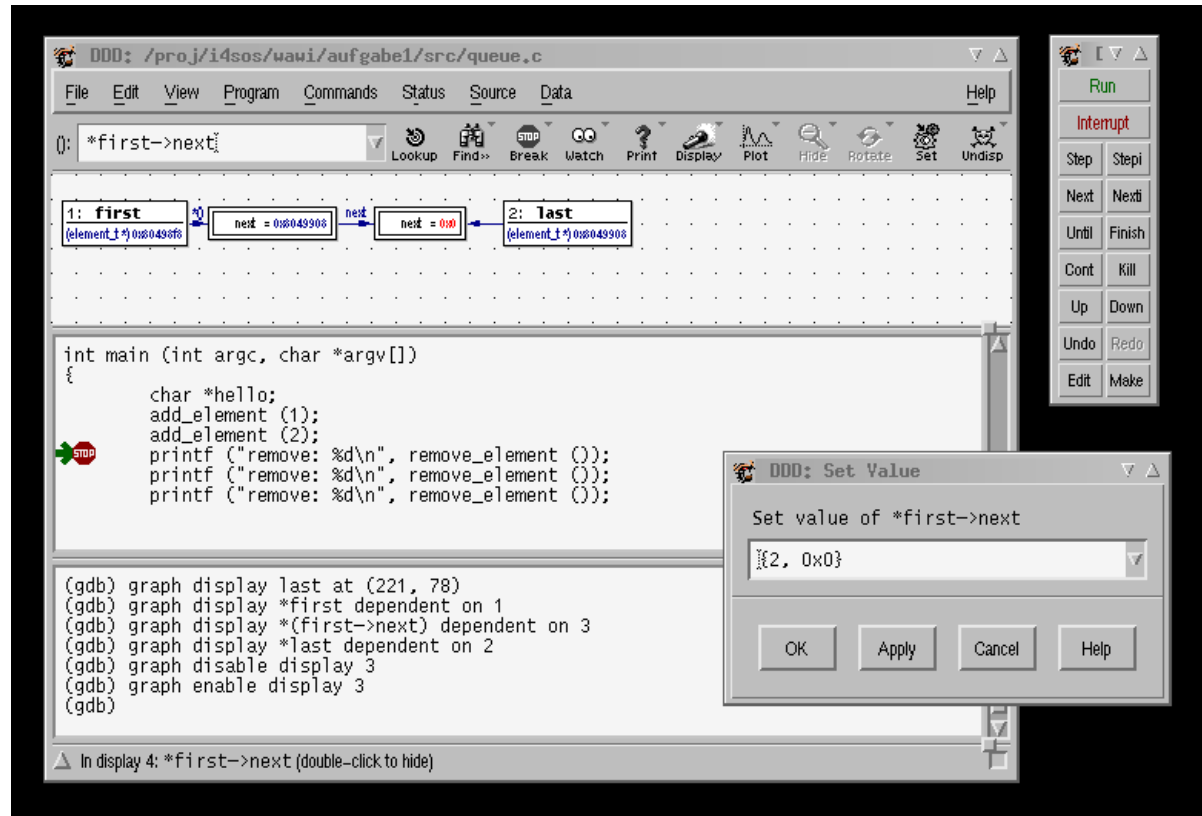 DDD: /proj/i4sos/wawi/aufgabe1/src/queue.c
File Edit View Program Commands Status Source Data Help
(): *first->next
Lookup Find» Break Watch Print Display Plot Hide Rotate Set Undisp
STOP
1: first
(element_t *) 0x80498f8
*()
next = 0x8049908
next
next = 0x0
2: last
(element_t *) 0x8049908
int main (int argc, char *argv[])
{
char *hello;
add_element (1);
add_element (2);
STOP printf ("remove: %d\n", remove_element ());
printf ("remove: %d\n", remove_element ());
printf ("remove: %d\n", remove_element ());
(gdb) graph display last at (221, 78)
(gdb) graph display *first dependent on 1
(gdb) graph display *(first->next) dependent on 3
(gdb) graph display *last dependent on 2
(gdb) graph disable display 3
(gdb) graph enable display 3
(gdb)
In display 4: *first->next (double-click to hide)
Run
Interrupt
Step Stepi
Next Nexti
Until Finish
Cont Kill
Up Down
Undo Redo
Edit Make
DDD: Set Value
Set value of *first->next
{2, 0x0}
OK Apply Cancel Help